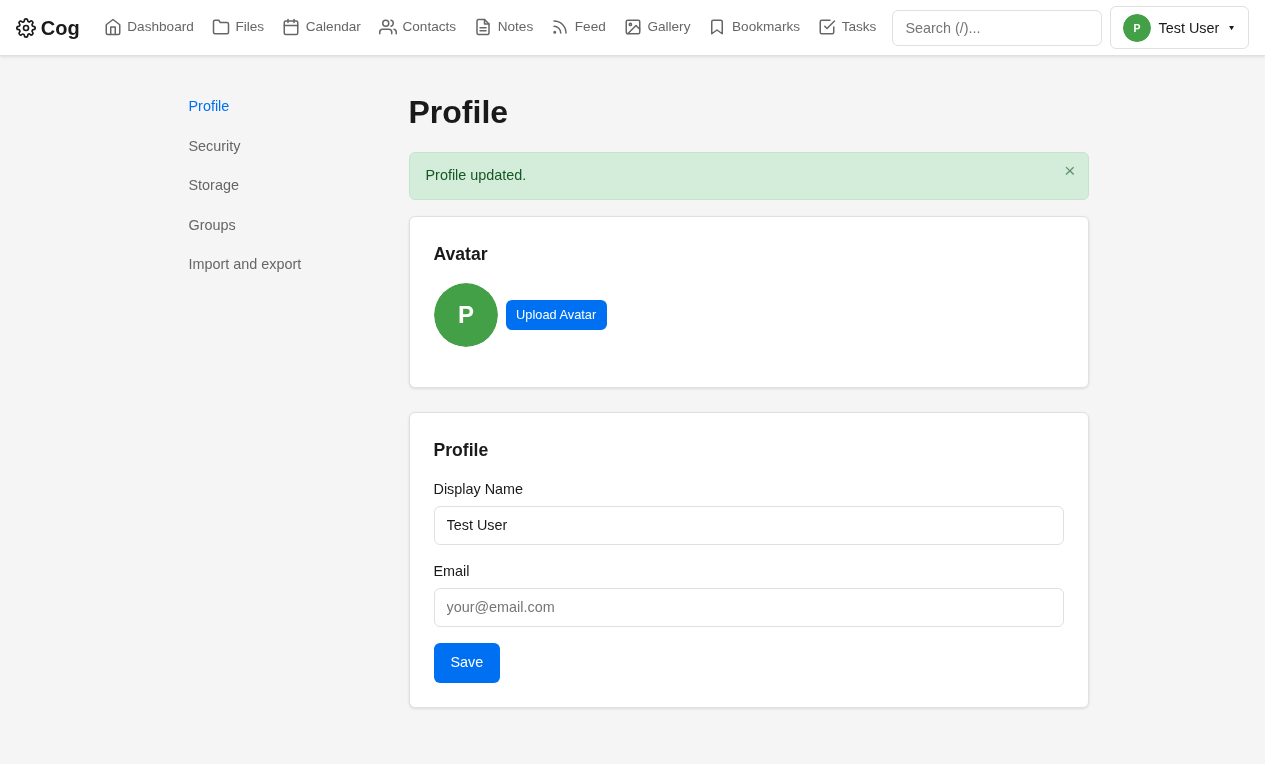 Cog Dashboard Files Calendar Contacts Notes Feed Gallery Bookmarks Tasks Search (/)... P Test User
Profile
Security
Storage
Groups
Import and export
Profile
Profile updated. ×
Avatar
P Upload Avatar
Profile
Display Name
Test User
Email
your@email.com
Save